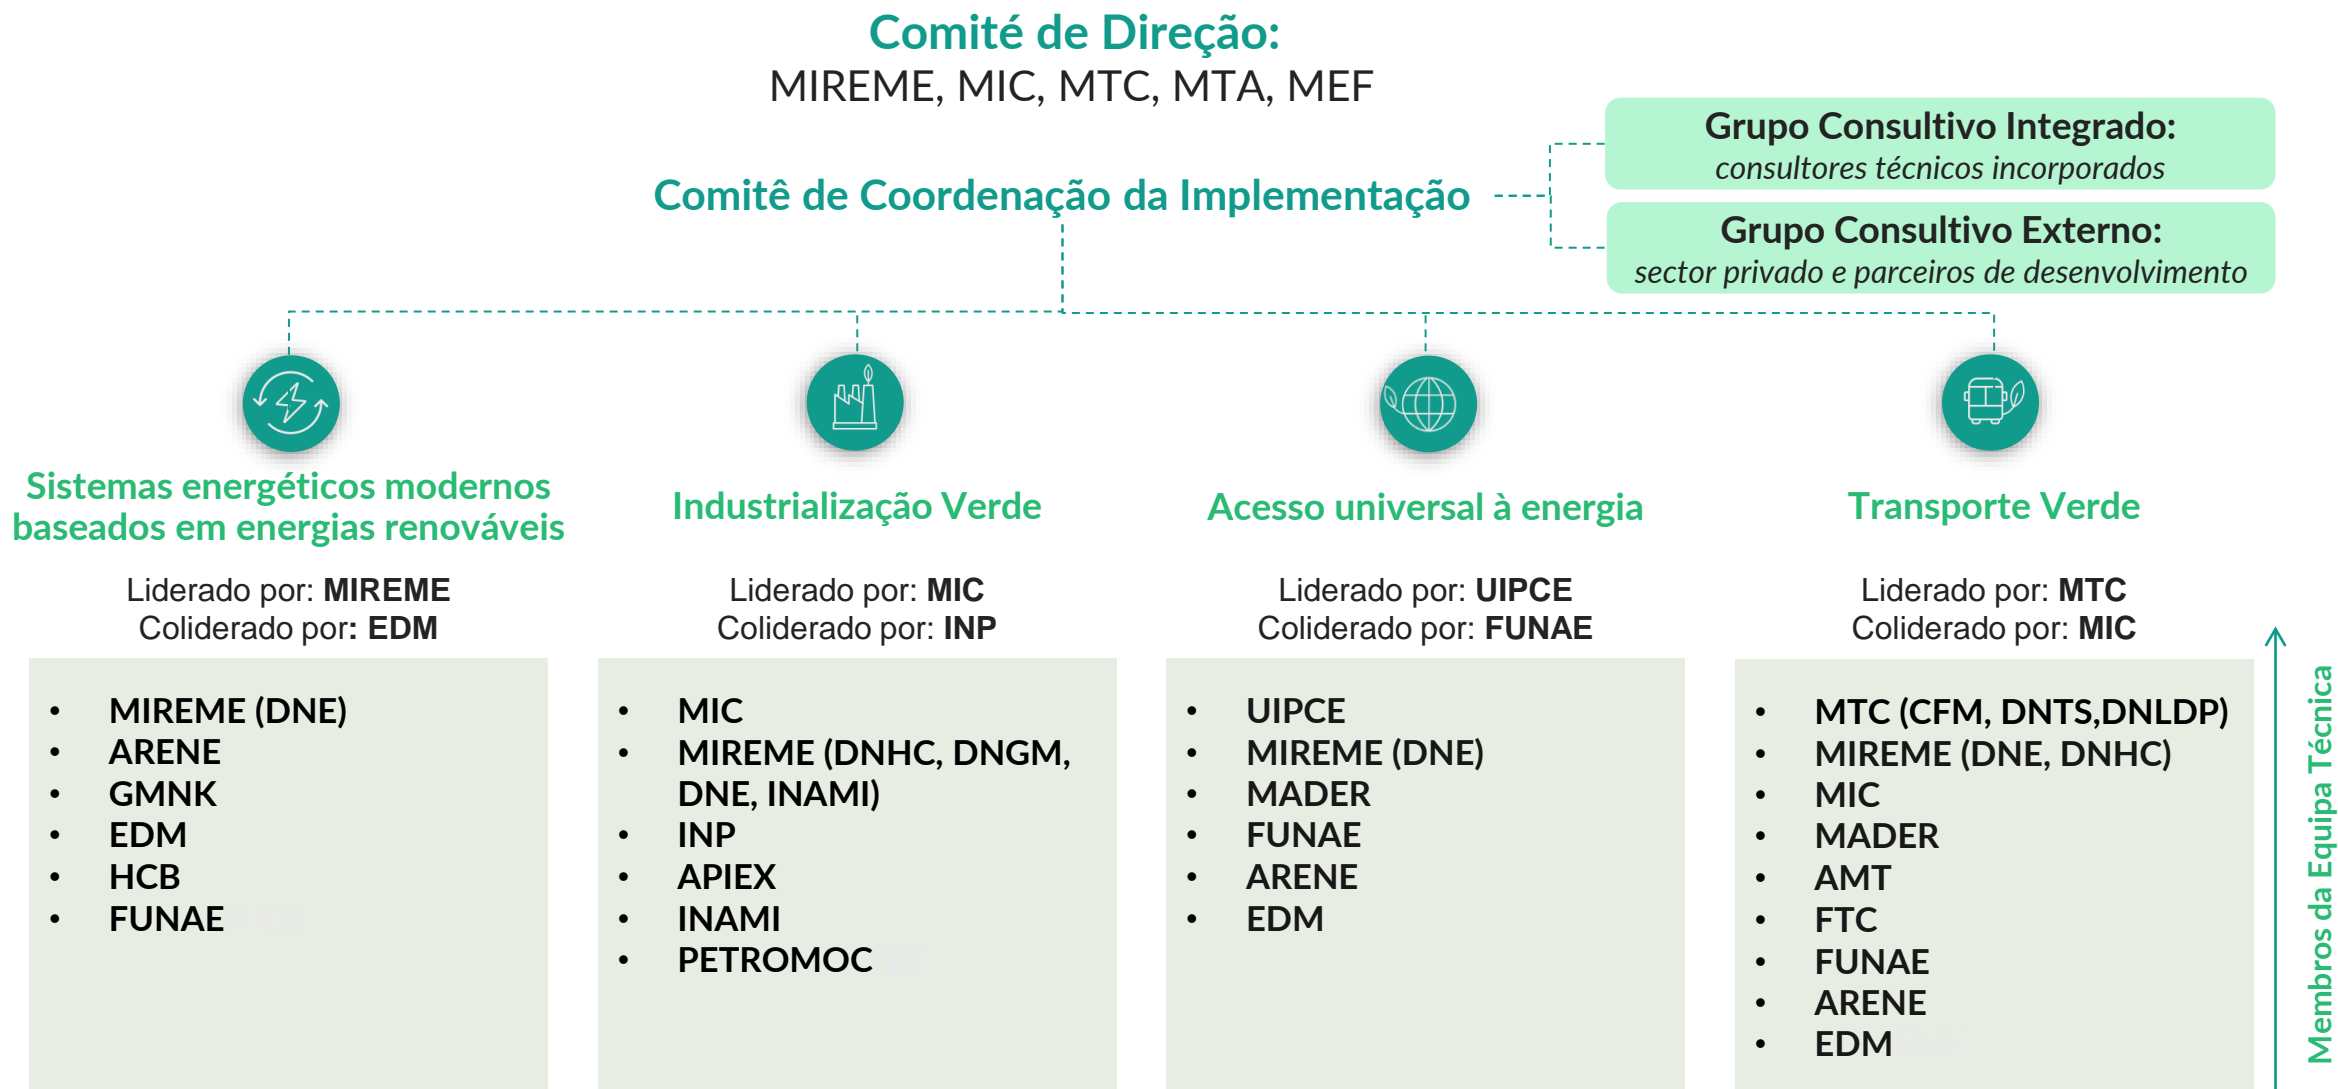 Comité de Direção:
MIREME, MIC, MTC, MTA, MEF
Grupo Consultivo Integrado:
consultores técnicos incorporados
Comitê de Coordenação da Implementação
Grupo Consultivo Externo:
sector privado e parceiros de desenvolvimento
Sistemas energéticos modernos
baseados em energias renováveis
Liderado por: MIREME
Coliderado por: EDM
• MIREME (DNE)
• ARENE
• GMNK
• EDM
• HCB
• FUNAE
Industrialização Verde
Liderado por: MIC
Coliderado por: INP
• MIC
• MIREME (DNHC, DNGM,
DNE, INAMI)
• INP
• APIEX
• INAMI
• PETROMOC
Acesso universal à energia
Liderado por: UIPCE
Coliderado por: FUNAE
• UIPCE
• MIREME (DNE)
• MADER
• FUNAE
• ARENE
• EDM
Transporte Verde
Liderado por: MTC
Coliderado por: MIC
• MTC (CFM, DNTS,DNLDP)
• MIREME (DNE, DNHC)
• MIC
• MADER
• AMT
• FTC
• FUNAE
• ARENE
• EDM
Membros da Equipa Técnica